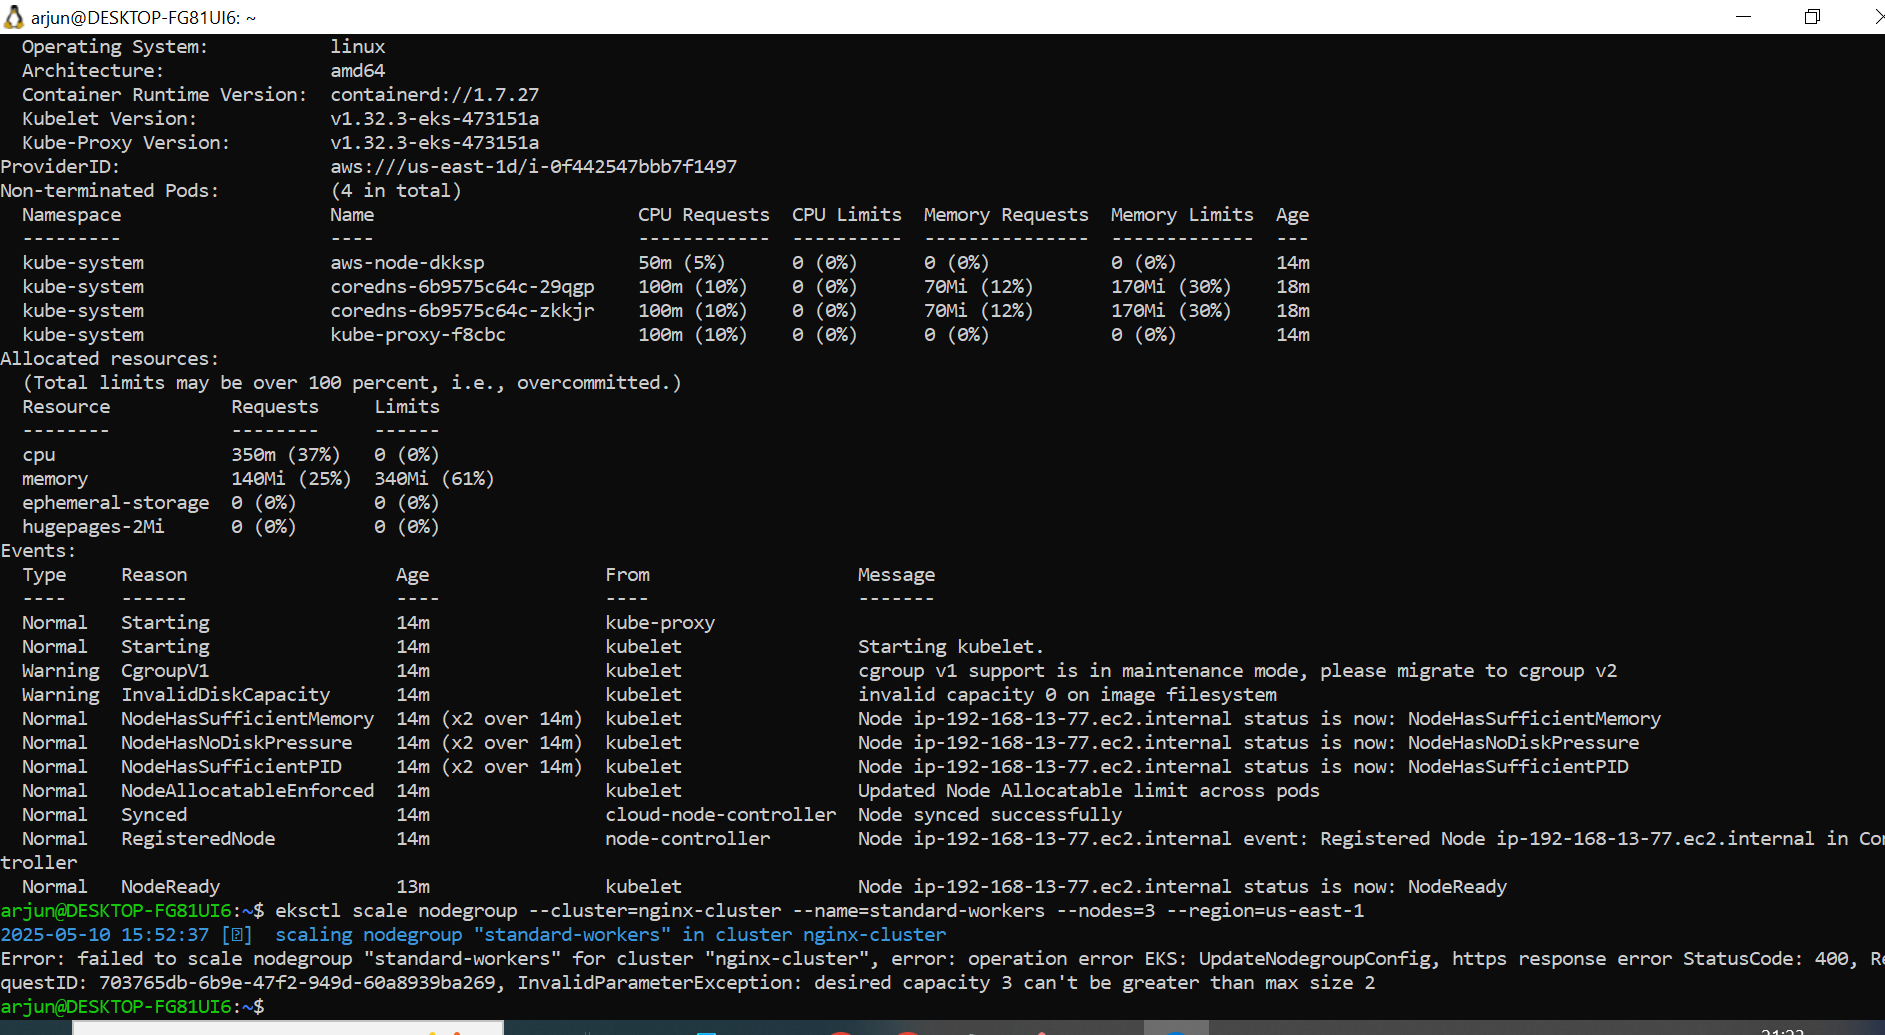 arjun@DESKTOP-FG81UI6: ~
  Operating System:           linux
  Architecture:               amd64
  Container Runtime Version:  containerd://1.7.27
  Kubelet Version:            v1.32.3-eks-473151a
  Kube-Proxy Version:         v1.32.3-eks-473151a
ProviderID:                   aws:///us-east-1d/i-0f442547bbb7f1497
Non-terminated Pods:          (4 in total)
  Namespace                   Name                        CPU Requests  CPU Limits  Memory Requests  Memory Limits  Age
  ---------                   ----                        ------------  ----------  ---------------  -------------  ---
  kube-system                 aws-node-dkksp              50m (5%)      0 (0%)      0 (0%)           0 (0%)         14m
  kube-system                 coredns-6b9575c64c-29qgp    100m (10%)    0 (0%)      70Mi (12%)       170Mi (30%)    18m
  kube-system                 coredns-6b9575c64c-zkkjr    100m (10%)    0 (0%)      70Mi (12%)       170Mi (30%)    18m
  kube-system                 kube-proxy-f8cbc            100m (10%)    0 (0%)      0 (0%)           0 (0%)         14m
Allocated resources:
  (Total limits may be over 100 percent, i.e., overcommitted.)
  Resource           Requests     Limits
  --------           --------     ------
  cpu                350m (37%)   0 (0%)
  memory             140Mi (25%)  340Mi (61%)
  ephemeral-storage  0 (0%)       0 (0%)
  hugepages-2Mi      0 (0%)       0 (0%)
Events:
  Type     Reason                   Age                From                   Message
  ----     ------                   ----               ----                   -------
  Normal   Starting                 14m                kube-proxy
  Normal   Starting                 14m                kubelet                Starting kubelet.
  Warning  CgroupV1                 14m                kubelet                cgroup v1 support is in maintenance mode, please migrate to cgroup v2
  Warning  InvalidDiskCapacity      14m                kubelet                invalid capacity 0 on image filesystem
  Normal   NodeHasSufficientMemory  14m (x2 over 14m)  kubelet                Node ip-192-168-13-77.ec2.internal status is now: NodeHasSufficientMemory
  Normal   NodeHasNoDiskPressure    14m (x2 over 14m)  kubelet                Node ip-192-168-13-77.ec2.internal status is now: NodeHasNoDiskPressure
  Normal   NodeHasSufficientPID     14m (x2 over 14m)  kubelet                Node ip-192-168-13-77.ec2.internal status is now: NodeHasSufficientPID
  Normal   NodeAllocatableEnforced  14m                kubelet                Updated Node Allocatable limit across pods
  Normal   Synced                   14m                cloud-node-controller  Node synced successfully
  Normal   RegisteredNode           14m                node-controller        Node ip-192-168-13-77.ec2.internal event: Registered Node ip-192-168-13-77.ec2.internal in Con
troller
  Normal   NodeReady                13m                kubelet                Node ip-192-168-13-77.ec2.internal status is now: NodeReady
arjun@DESKTOP-FG81UI6:~$ eksctl scale nodegroup --cluster=nginx-cluster --name=standard-workers --nodes=3 --region=us-east-1
2025-05-10 15:52:37 [ ]  scaling nodegroup "standard-workers" in cluster nginx-cluster
Error: failed to scale nodegroup "standard-workers" for cluster "nginx-cluster", error: operation error EKS: UpdateNodegroupConfig, https response error StatusCode: 400, Re
questID: 703765db-6b9e-47f2-949d-60a8939ba269, InvalidParameterException: desired capacity 3 can't be greater than max size 2
arjun@DESKTOP-FG81UI6:~$